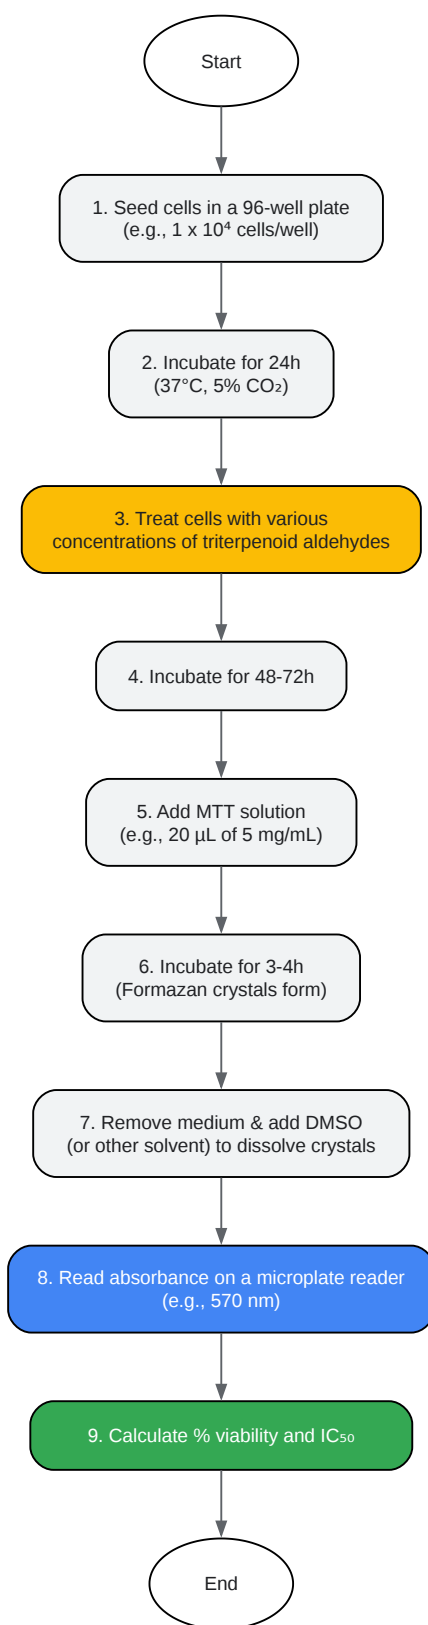 Start
1. Seed cells in a 96-well plate
(e.g., 1 x 10⁴ cells/well)
2. Incubate for 24h
(37°C, 5% CO₂)
3. Treat cells with various
concentrations of triterpenoid aldehydes
4. Incubate for 48-72h
5. Add MTT solution
(e.g., 20 µL of 5 mg/mL)
6. Incubate for 3-4h
(Formazan crystals form)
7. Remove medium & add DMSO
(or other solvent) to dissolve crystals
8. Read absorbance on a microplate reader
(e.g., 570 nm)
9. Calculate % viability and IC₅₀
End